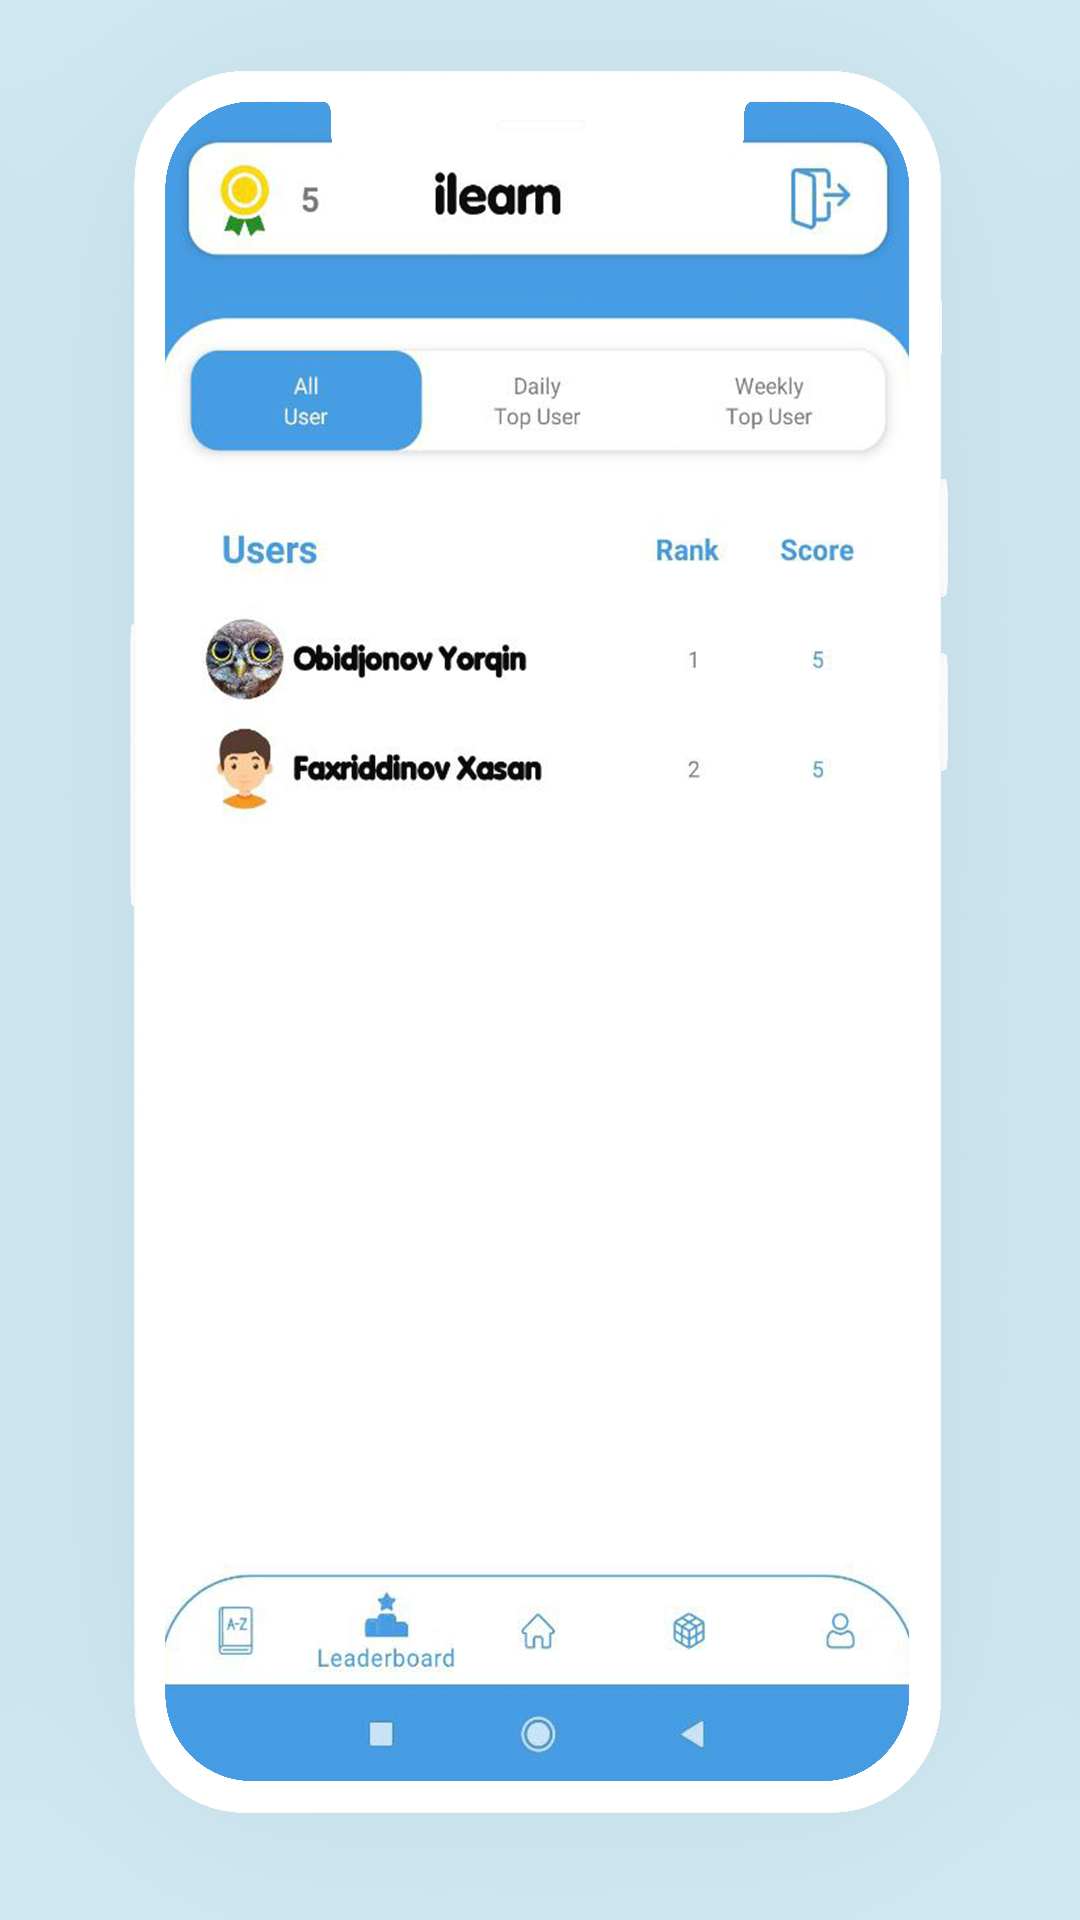 5 ilearn
All
User
Daily
Top User
Weekly
Top User
Users Rank Score
Obidjonov Yorqin 1 5
Faxriddinov Xasan 2 5
A-Z
Leaderboard